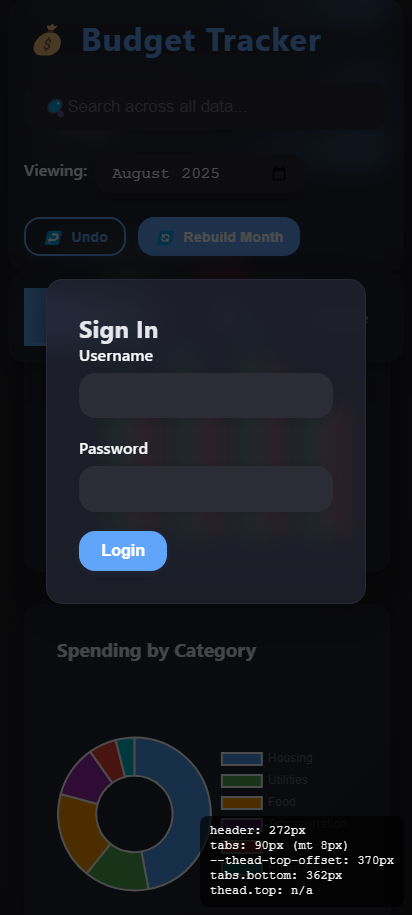 Budget Tracker
Search across all data...
Viewing: August 2025
Undo Rebuild Month
Sign In
Username
Password
Login
Spending by Category
Housing
Utilities
Food
Transportation
header: 272px
tabs: 90px (mt 8px)
--thead-top-offset: 370px
tabs.bottom: 362px
thead.top: n/a